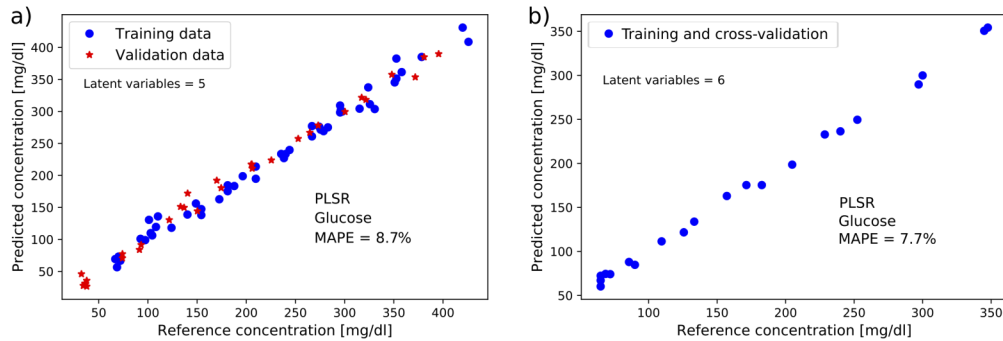 a)
Training data
Validation data
Latent variables = 5
PLSR
Glucose
MAPE = 8.7%
Predicted concentration [mg/dl]
400
350
300
250
200
150
100
50
50
100
150
200
250
300
350
400
Reference concentration [mg/dl]
b)
Training and cross-validation
Latent variables = 6
PLSR
Glucose
MAPE = 7.7%
Predicted concentration [mg/dl]
350
300
250
200
150
100
50
100
150
200
250
300
350
Reference concentration [mg/dl]